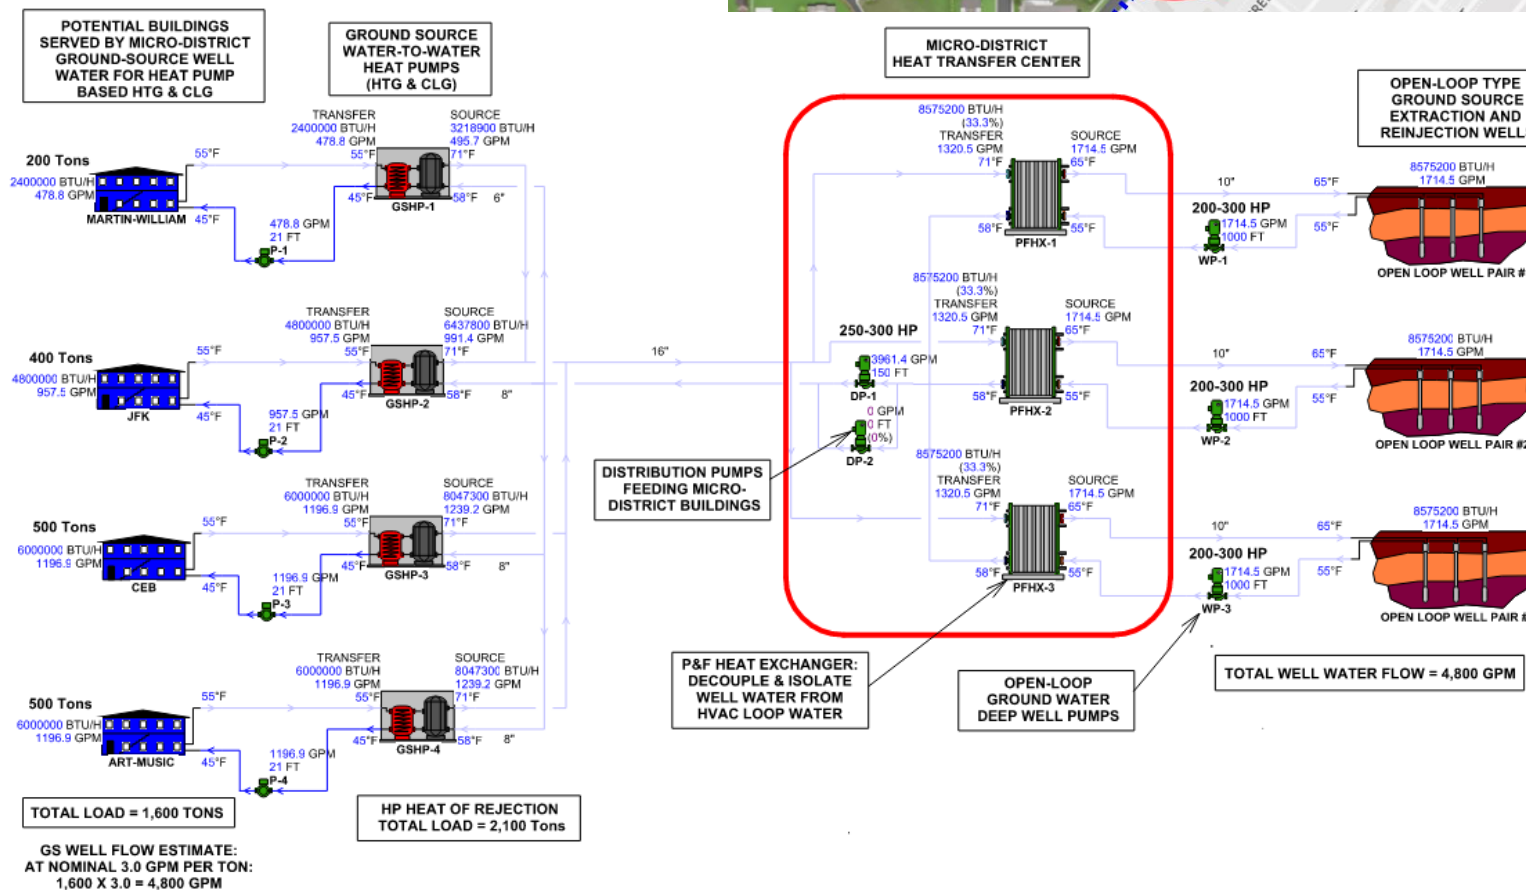 POTENTIAL BUILDINGS
SERVED BY MICRO-DISTRICT
GROUND-SOURCE WELL
WATER FOR HEAT PUMP
BASED HTG & CLG
GROUND SOURCE
WATER-TO-WATER
HEAT PUMPS
(HTG & CLG)
MICRO-DISTRICT
HEAT TRANSFER CENTER
OPEN-LOOP TYPE
GROUND SOURCE
EXTRACTION AND
REINJECTION WELL
200 Tons
2400000 BTU/H
478.8 GPM
MARTIN-WILLIAM
55°F
45°F
478.8 GPM
21 FT
P-1
TRANSFER
2400000 BTU/H
478.8 GPM
55°F
45°F
GSHP-1
SOURCE
3218900 BTU/H
495.7 GPM
71°F
58°F
6"
400 Tons
4800000 BTU/H
957.5 GPM
JFK
55°F
45°F
957.5 GPM
21 FT
P-2
TRANSFER
4800000 BTU/H
957.5 GPM
55°F
45°F
GSHP-2
SOURCE
6437800 BTU/H
991.4 GPM
71°F
58°F
8"
500 Tons
6000000 BTU/H
1196.9 GPM
CEB
55°F
45°F
1196.9 GPM
21 FT
P-3
TRANSFER
6000000 BTU/H
1196.9 GPM
55°F
45°F
GSHP-3
SOURCE
8047300 BTU/H
1239.2 GPM
71°F
58°F
8"
500 Tons
6000000 BTU/H
1196.9 GPM
ART-MUSIC
55°F
45°F
1196.9 GPM
21 FT
P-4
TRANSFER
6000000 BTU/H
1196.9 GPM
55°F
45°F
GSHP-4
SOURCE
8047300 BTU/H
1239.2 GPM
71°F
58°F
8"
16"
250-300 HP
3961.4 GPM
150 FT
DP-1
0 GPM
0 FT
(0%)
DP-2
DISTRIBUTION PUMPS
FEEDING MICRO-
DISTRICT BUILDINGS
8575200 BTU/H
(33.3%)
TRANSFER
1320.5 GPM
71°F
58°F
PFHX-1
SOURCE
1714.5 GPM
65°F
55°F
8575200 BTU/H
(33.3%)
TRANSFER
1320.5 GPM
71°F
58°F
PFHX-2
SOURCE
1714.5 GPM
65°F
55°F
8575200 BTU/H
(33.3%)
TRANSFER
1320.5 GPM
71°F
58°F
PFHX-3
SOURCE
1714.5 GPM
65°F
55°F
10"
200-300 HP
1714.5 GPM
1000 FT
WP-1
65°F
55°F
8575200 BTU/H
1714.5 GPM
OPEN LOOP WELL PAIR #
10"
200-300 HP
1714.5 GPM
1000 FT
WP-2
65°F
55°F
8575200 BTU/H
1714.5 GPM
OPEN LOOP WELL PAIR #2
10"
200-300 HP
1714.5 GPM
1000 FT
WP-3
65°F
55°F
8575200 BTU/H
1714.5 GPM
OPEN LOOP WELL PAIR #
P&F HEAT EXCHANGER:
DECOUPLE & ISOLATE
WELL WATER FROM
HVAC LOOP WATER
OPEN-LOOP
GROUND WATER
DEEP WELL PUMPS
TOTAL WELL WATER FLOW = 4,800 GPM
TOTAL LOAD = 1,600 TONS
HP HEAT OF REJECTION
TOTAL LOAD = 2,100 Tons
GS WELL FLOW ESTIMATE:
AT NOMINAL 3.0 GPM PER TON:
1,600 X 3.0 = 4,800 GPM